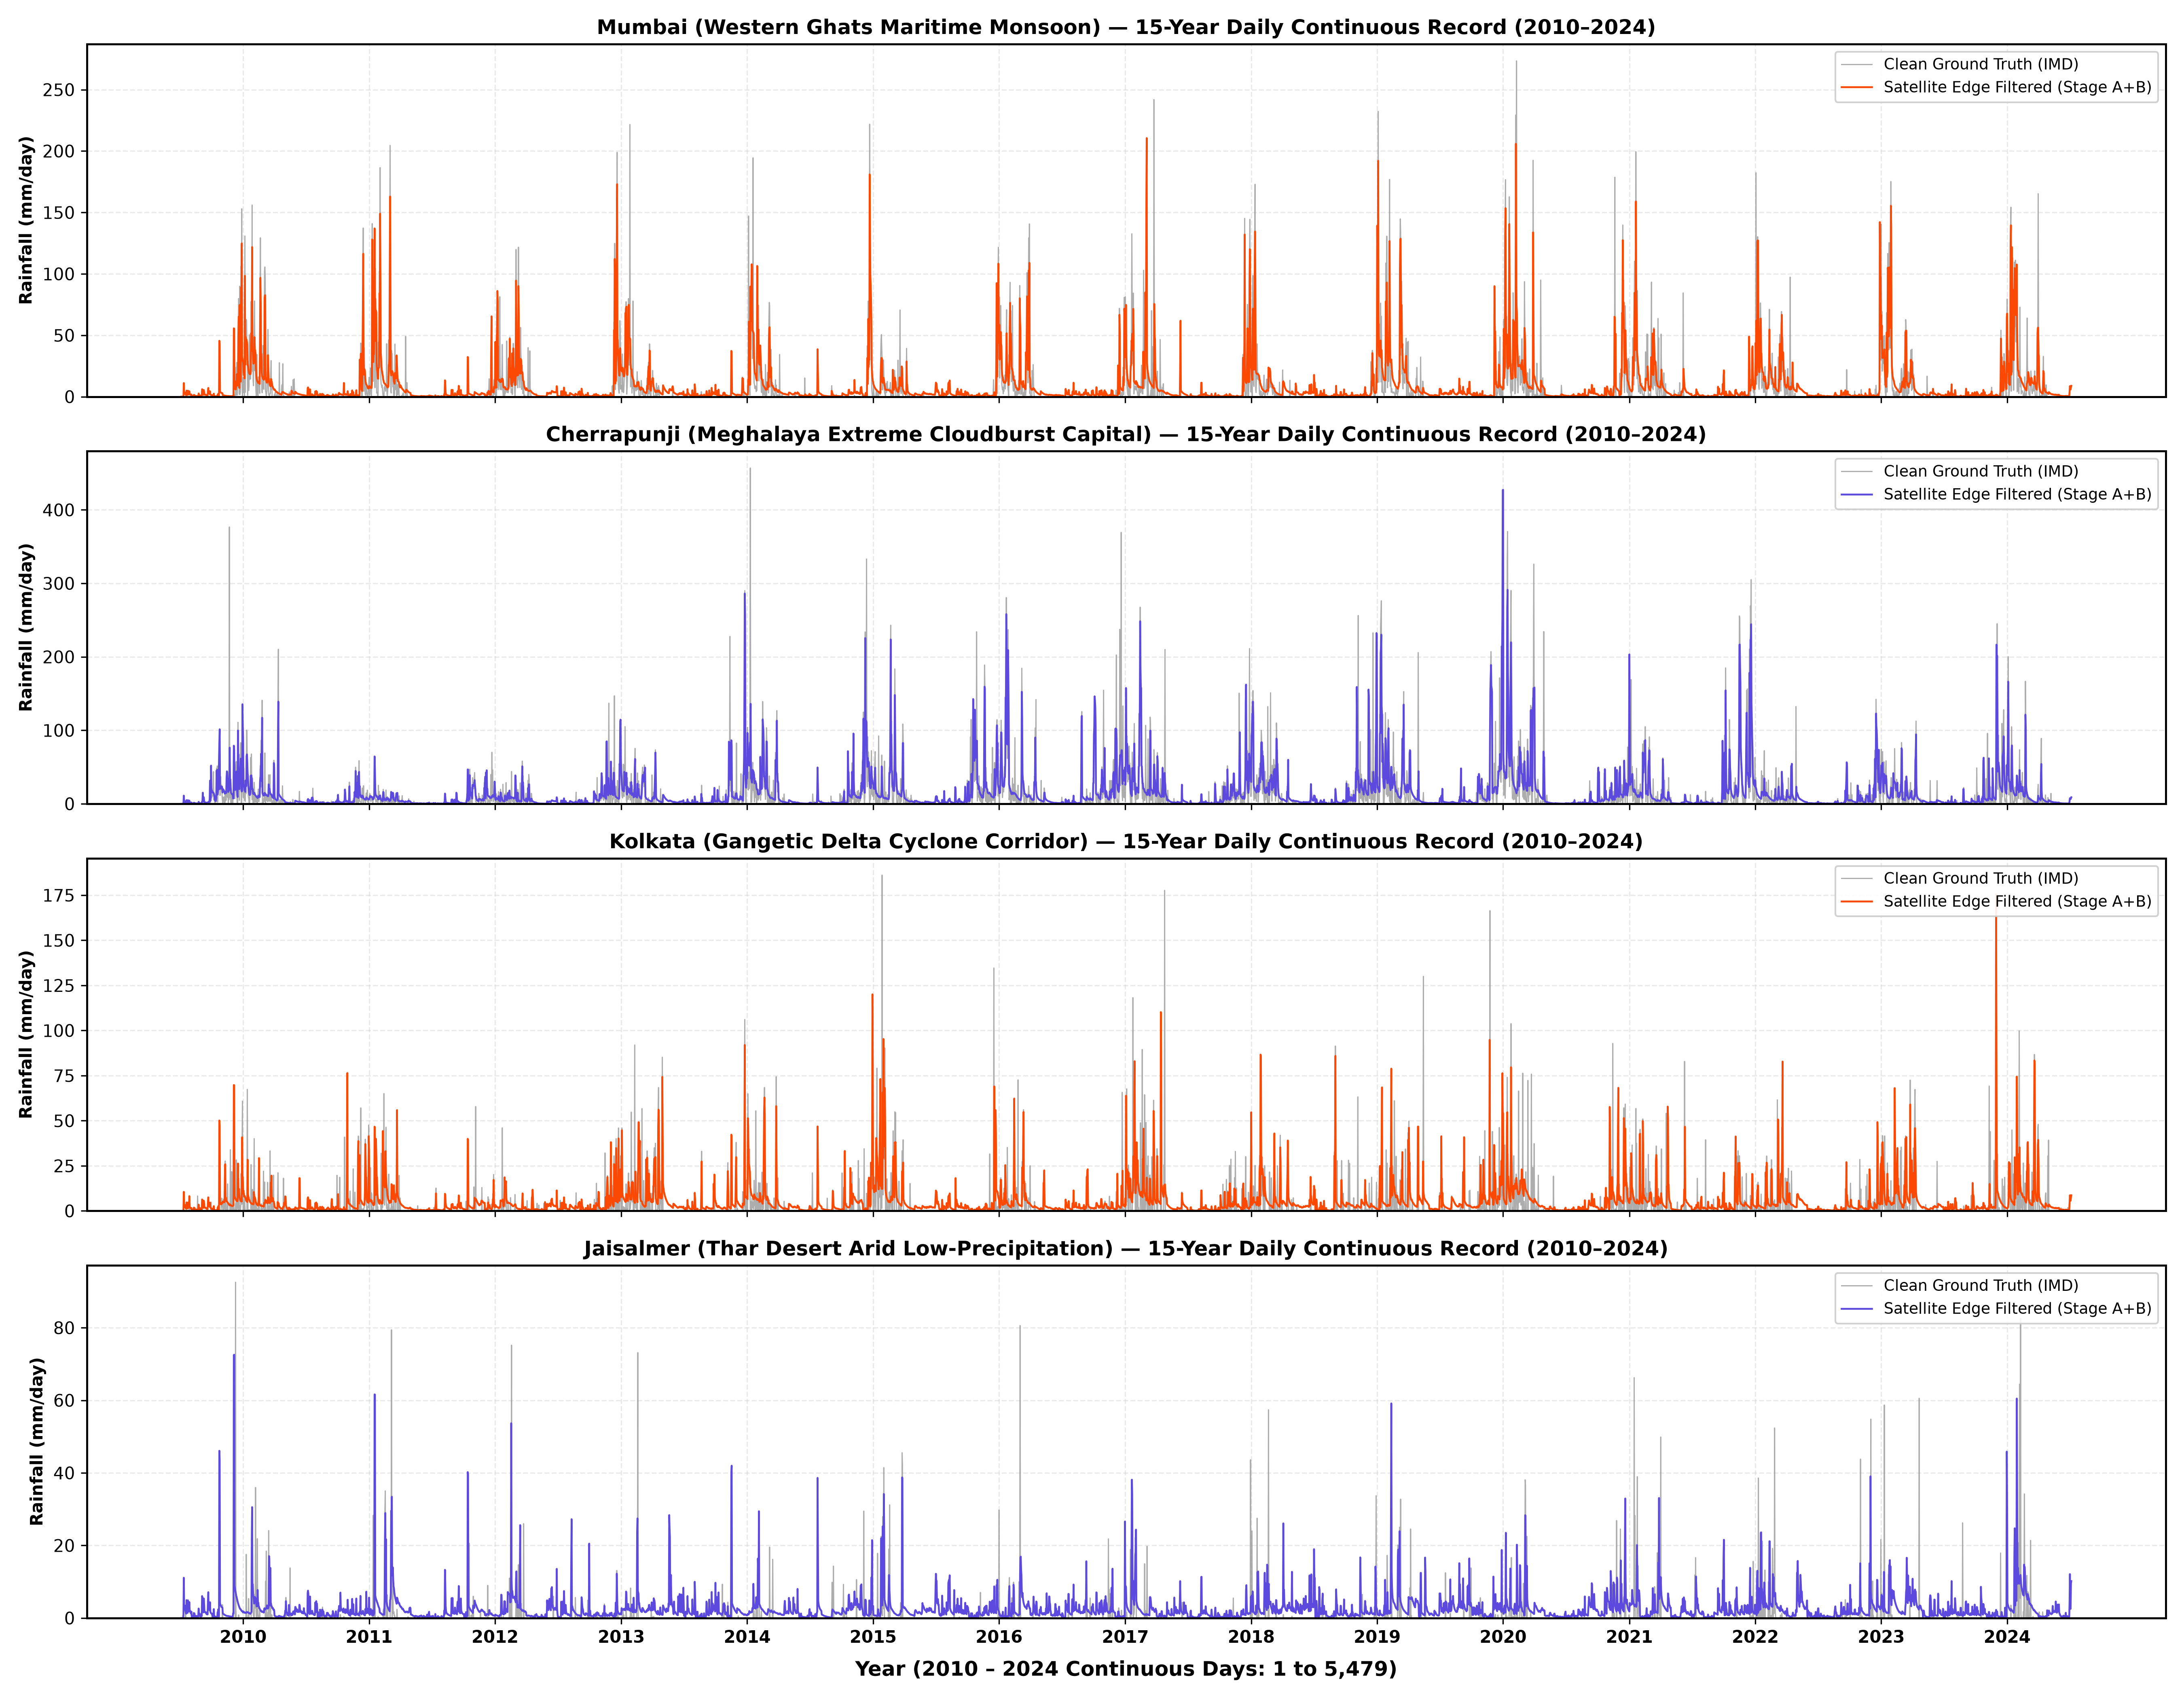 Mumbai (Western Ghats Maritime Monsoon) — 15-Year Daily Continuous Record (2010–2024)
Rainfall (mm/day)
250
200
150
100
50
0
Clean Ground Truth (IMD)
Satellite Edge Filtered (Stage A+B)
Cherrapunji (Meghalaya Extreme Cloudburst Capital) — 15-Year Daily Continuous Record (2010–2024)
Rainfall (mm/day)
400
300
200
100
0
Clean Ground Truth (IMD)
Satellite Edge Filtered (Stage A+B)
Kolkata (Gangetic Delta Cyclone Corridor) — 15-Year Daily Continuous Record (2010–2024)
Rainfall (mm/day)
175
150
125
100
75
50
25
0
Clean Ground Truth (IMD)
Satellite Edge Filtered (Stage A+B)
Jaisalmer (Thar Desert Arid Low-Precipitation) — 15-Year Daily Continuous Record (2010–2024)
Rainfall (mm/day)
80
60
40
20
0
Clean Ground Truth (IMD)
Satellite Edge Filtered (Stage A+B)
2010 2011 2012 2013 2014 2015 2016 2017 2018 2019 2020 2021 2022 2023 2024
Year (2010 – 2024 Continuous Days: 1 to 5,479)